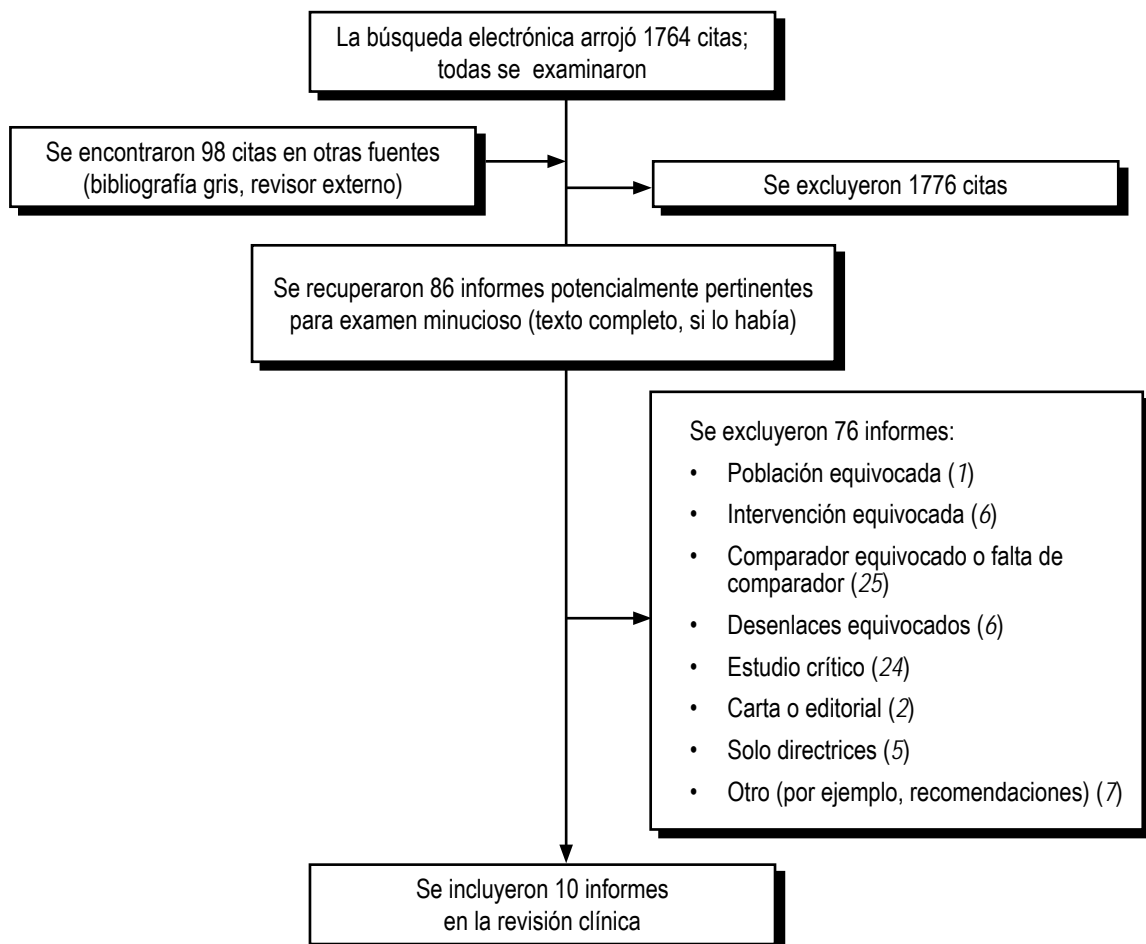 La búsqueda electrónica arrojó 1764 citas;
todas se examinaron
Se encontraron 98 citas en otras fuentes
(bibliografía gris, revisor externo)
Se excluyeron 1776 citas
Se recuperaron 86 informes potencialmente pertinentes
para examen minucioso (texto completo, si lo había)
Se excluyeron 76 informes:
• Población equivocada (1)
• Intervención equivocada (6)
• Comparador equivocado o falta de
comparador (25)
• Desenlaces equivocados (6)
• Estudio crítico (24)
• Carta o editorial (2)
• Solo directrices (5)
• Otro (por ejemplo, recomendaciones) (7)
Se incluyeron 10 informes
en la revisión clínica